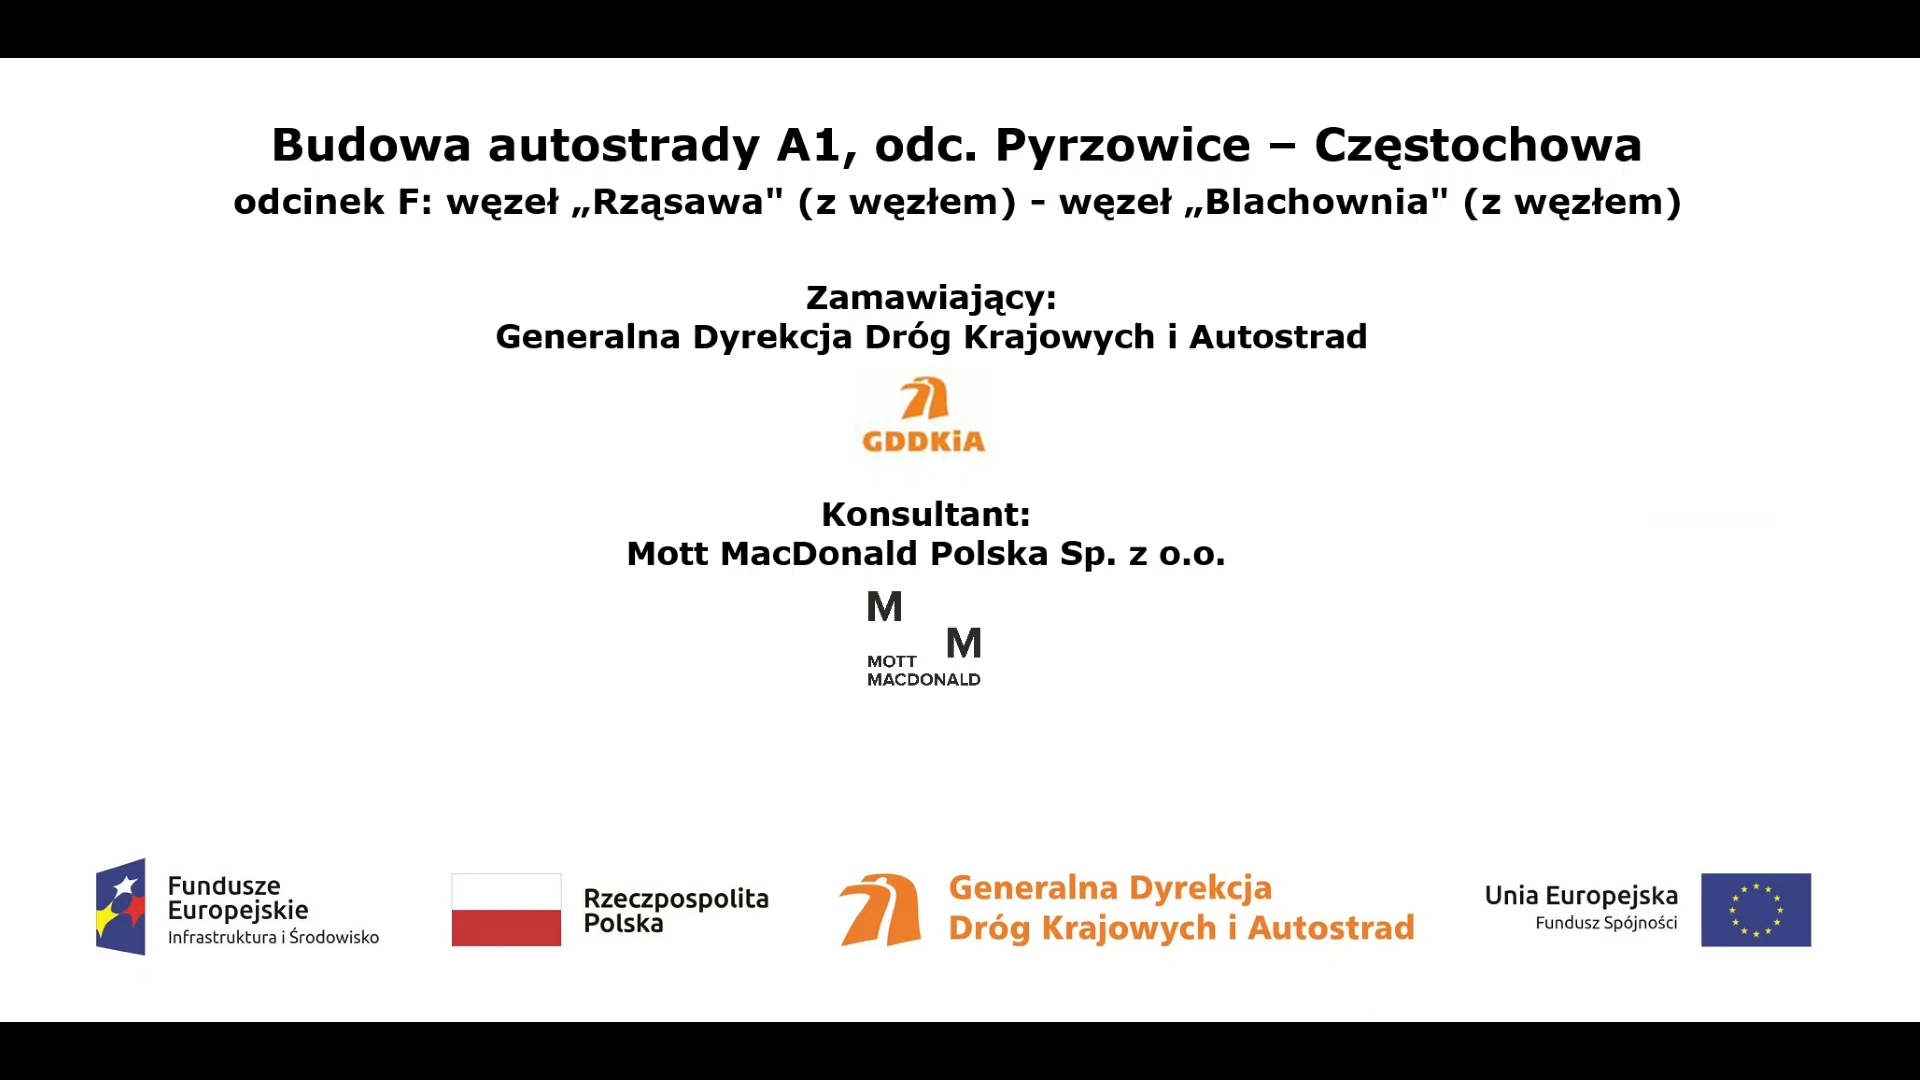 Budowa autostrady A1, odc. Pyrzowice – Częstochowa
odcinek F: węzeł „Rząsawa" (z węzłem) - węzeł „Blachownia" (z węzłem)
Zamawiający:
Generalna Dyrekcja Dróg Krajowych i Autostrad
GDDKiA
Konsultant:
Mott MacDonald Polska Sp. z o.o.
M
M
MOTT
MACDONALD
Fundusze
Europejskie
Infrastruktura i Środowisko
Rzeczpospolita
Polska
Generalna Dyrekcja
Dróg Krajowych i Autostrad
Unia Europejska
Fundusz Spójności